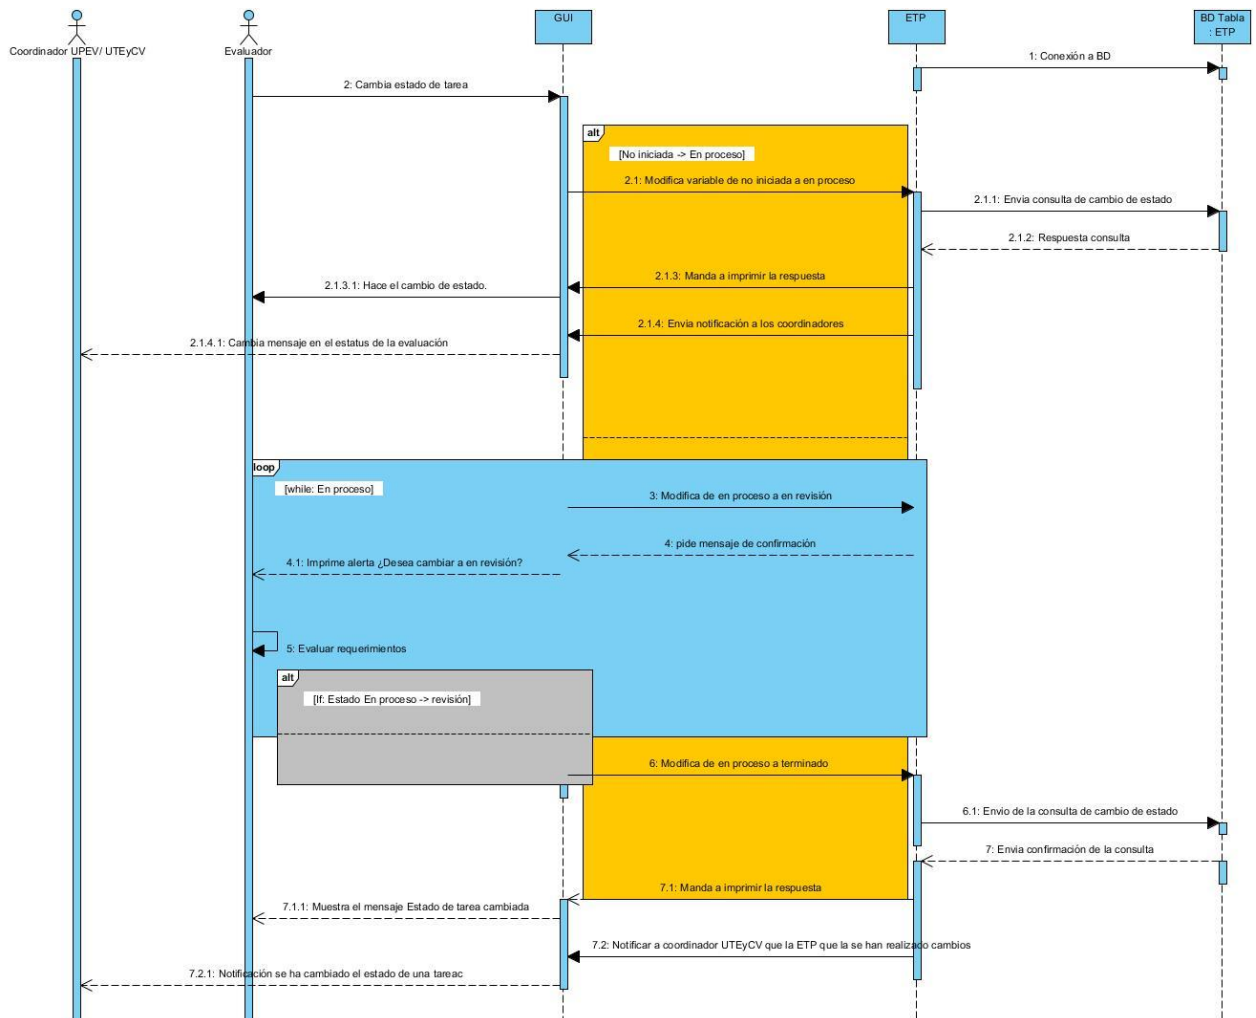 Coordinador UPEV/ UTEyCV
Evaluador
GUI
ETP
BD Tabla
: ETP
1: Conexión a BD
2: Cambia estado de tarea
alt
[No iniciada -> En proceso]
2.1: Modifica variable de no iniciada a en proceso
2.1.1: Envia consulta de cambio de estado
2.1.2: Respuesta consulta
2.1.3: Manda a imprimir la respuesta
2.1.3.1: Hace el cambio de estado.
2.1.4: Envia notificación a los coordinadores
2.1.4.1: Cambia mensaje en el estatus de la evaluación
loop
[while: En proceso]
3: Modifica de en proceso a en revisión
4: pide mensaje de confirmación
4.1: Imprime alerta ¿Desea cambiar a en revisión?
5: Evaluar requerimientos
alt
[If: Estado En proceso -> revisión]
6: Modifica de en proceso a terminado
6.1: Envio de la consulta de cambio de estado
7: Envia confirmación de la consulta
7.1: Manda a imprimir la respuesta
7.1.1: Muestra el mensaje Estado de tarea cambiada
7.2: Notificar a coordinador UTEyCV que la ETP que la se han realizado cambios
7.2.1: Notificación se ha cambiado el estado de una tareac